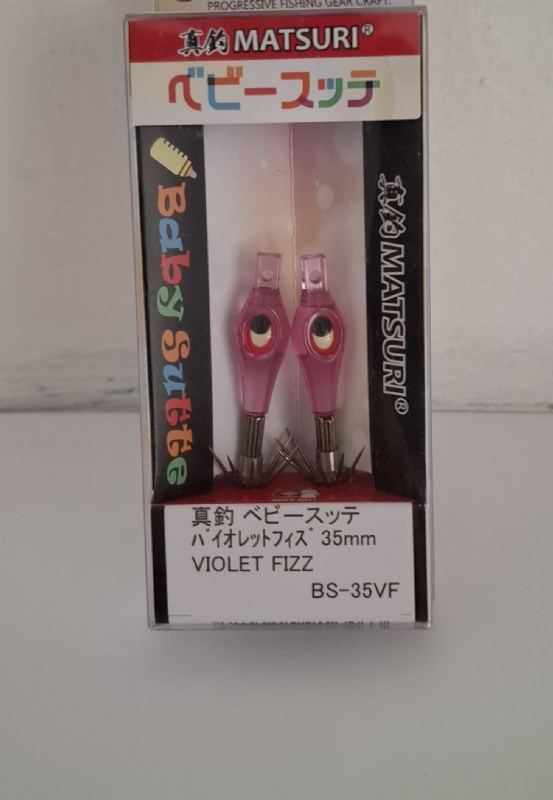 PROGRESSIVE FISHING GEAR CRAFT.
真釣 MATSURI®
ベビースッテ
Baby Sutte
真釣 MATSURI®
真釣 ベビースッテ
ﾊﾞｲｵﾚｯﾄﾌｨｽﾞ 35mm
VIOLET FIZZ
BS-35VF